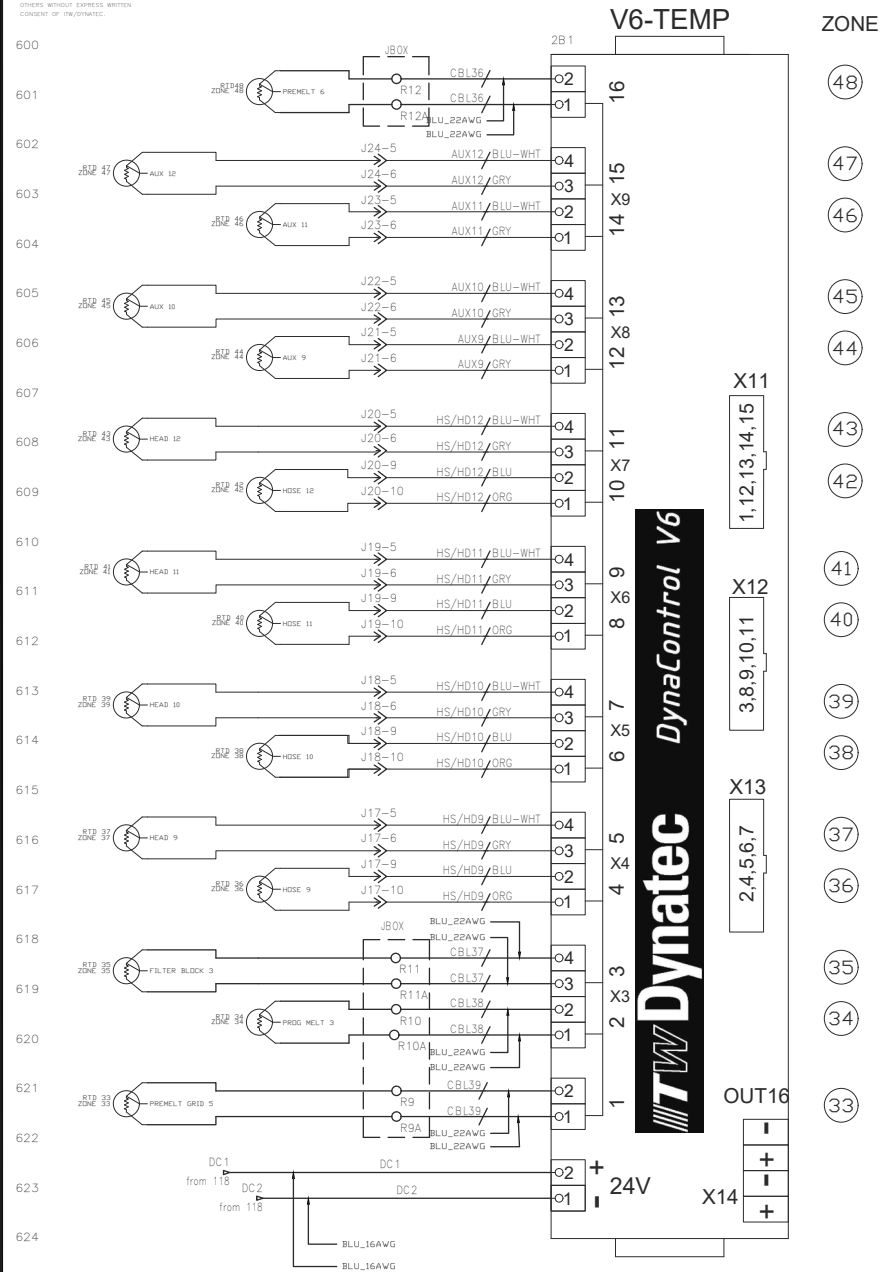 OTHERS WITHOUT EXPRESS WRITTEN
CONSENT OF ITW/DYNATEC.
V6-TEMP
ZONE
2B1
600
JBOX
601
RTD48
ZONE 48
PREMELT 6
R12
R12A
CBL36
CBL36
BLU_22AWG
BLU_22AWG
2
1
16
48
602
RTD 47
ZONE 47
AUX 12
J24-5
AUX12
BLU-WHT
4
15
47
603
J24-6
AUX12
GRY
3
X9
RTD 46
ZONE 46
AUX 11
J23-5
AUX11
BLU-WHT
2
14
46
604
J23-6
AUX11
GRY
1
605
RTD 45
ZONE 45
AUX 10
J22-5
AUX10
BLU-WHT
4
13
45
J22-6
AUX10
GRY
3
X8
606
RTD 44
ZONE 44
AUX 9
J21-5
AUX9
BLU-WHT
2
12
44
J21-6
AUX9
GRY
1
607
X11
1,12,13,14,15
608
RTD 43
ZONE 43
HEAD 12
J20-5
HS/HD12
BLU-WHT
4
11
43
J20-6
HS/HD12
GRY
3
X7
609
RTD 42
ZONE 42
HOSE 12
J20-9
HS/HD12
BLU
2
10
42
J20-10
HS/HD12
ORG
1
610
611
RTD 41
ZONE 41
HEAD 11
J19-5
HS/HD11
BLU-WHT
4
9
41
J19-6
HS/HD11
GRY
3
X6
X12
3,8,9,10,11
612
RTD 40
ZONE 40
HOSE 11
J19-9
HS/HD11
BLU
2
8
40
J19-10
HS/HD11
ORG
1
613
RTD 39
ZONE 39
HEAD 10
J18-5
HS/HD10
BLU-WHT
4
7
39
J18-6
HS/HD10
GRY
3
X5
614
RTD 38
ZONE 38
HOSE 10
J18-9
HS/HD10
BLU
2
6
38
J18-10
HS/HD10
ORG
1
615
X13
2,4,5,6,7
616
RTD 37
ZONE 37
HEAD 9
J17-5
HS/HD9
BLU-WHT
4
5
37
J17-6
HS/HD9
GRY
3
X4
617
RTD 36
ZONE 36
HOSE 9
J17-9
HS/HD9
BLU
2
4
36
J17-10
HS/HD9
ORG
1
ITW Dynatec DynaControl V6
618
JBOX
BLU_22AWG
BLU_22AWG
619
RTD 35
ZONE 35
FILTER BLOCK 3
R11
CBL37
4
3
35
R11A
CBL37
3
X3
620
RTD 34
ZONE 34
PROG MELT 3
R10
CBL38
2
2
34
R10A
CBL38
1
BLU_22AWG
BLU_22AWG
621
RTD 33
ZONE 33
PREMELT GRID 5
R9
CBL39
2
1
33
R9A
CBL39
1
BLU_22AWG
BLU_22AWG
622
OUT16
-
+
-
+
X14
623
DC1
from 118
DC1
2
+
24V
DC2
from 118
DC2
1
-
624
BLU_16AWG
BLU_16AWG